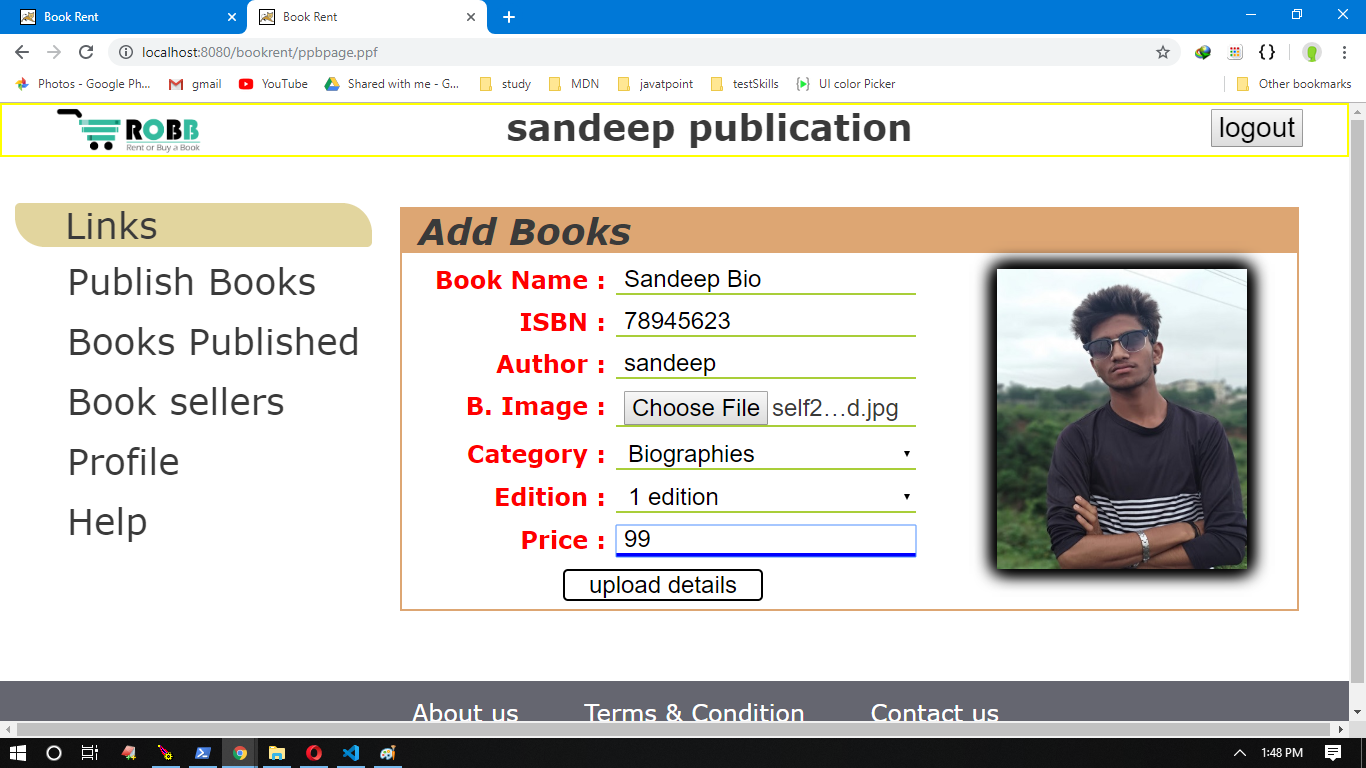 Book Rent
Book Rent
localhost:8080/bookrent/ppbpage.ppf
Photos - Google Ph... gmail YouTube Shared with me - G... study MDN javatpoint testSkills UI color Picker Other bookmarks
ROBB
Rent or Buy a Book
sandeep publication
logout
Links
Publish Books
Books Published
Book sellers
Profile
Help
Add Books
Book Name : Sandeep Bio
ISBN : 78945623
Author : sandeep
B. Image : Choose File self2…d.jpg
Category : Biographies
Edition : 1 edition
Price : 99
upload details
About us Terms & Condition Contact us
1:48 PM